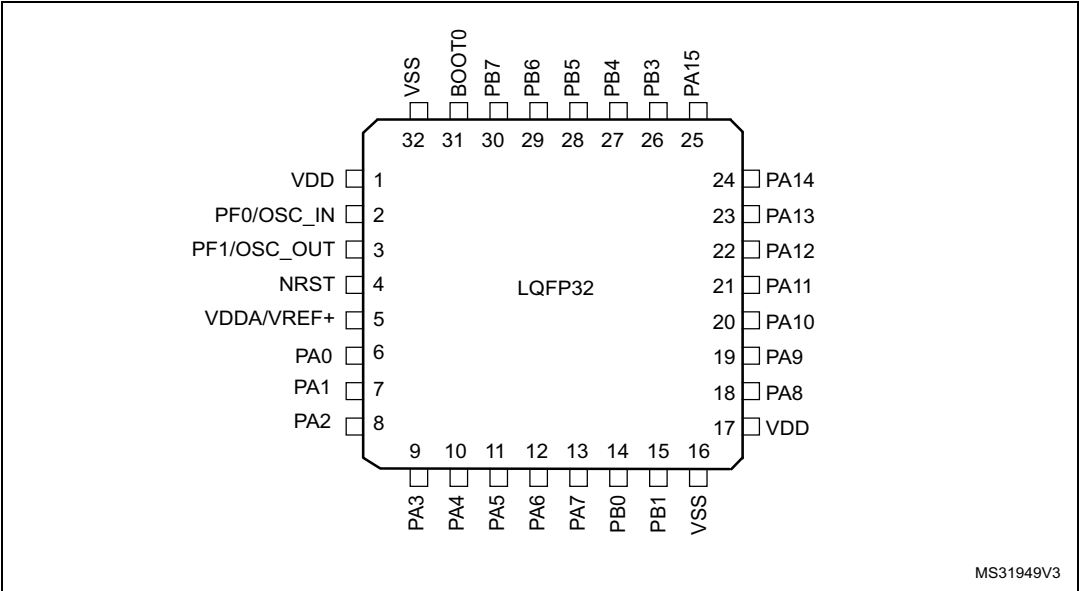 VSS
BOOT0
PB7
PB6
PB5
PB4
PB3
PA15
32 31 30 29 28 27 26 25
VDD 1
PF0/OSC_IN 2
PF1/OSC_OUT 3
NRST 4
VDDA/VREF+ 5
PA0 6
PA1 7
PA2 8
LQFP32
24 PA14
23 PA13
22 PA12
21 PA11
20 PA10
19 PA9
18 PA8
17 VDD
9 10 11 12 13 14 15 16
PA3
PA4
PA5
PA6
PA7
PB0
PB1
VSS
MS31949V3